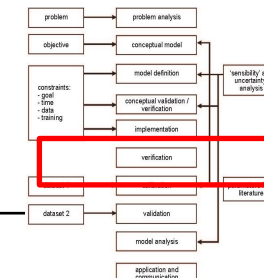 problem
problem analysis
objective
conceptual model
constraints:
- goal
- time
- data
- training
model definition
'sensibility'
uncertainty
analysis
conceptual validation /
verification
implementation
verification
literature
dataset 2
validation
model analysis
application and
communication